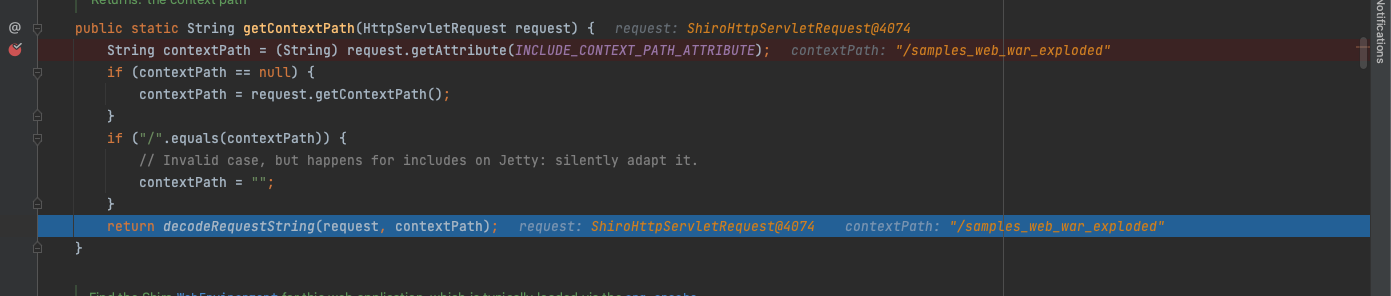 Returns: the context path
public static String getContextPath(HttpServletRequest request) {   request: ShiroHttpServletRequest@4074
String contextPath = (String) request.getAttribute(INCLUDE_CONTEXT_PATH_ATTRIBUTE);   contextPath: "/samples_web_war_exploded"
if (contextPath == null) {
contextPath = request.getContextPath();
}
if ("/".equals(contextPath)) {
// Invalid case, but happens for includes on Jetty: silently adapt it.
contextPath = "";
}
return decodeRequestString(request, contextPath);   request: ShiroHttpServletRequest@4074   contextPath: "/samples_web_war_exploded"
}
Find the Shiro WebEnvironment for this web application, which is typically loaded via the
Notifications
@